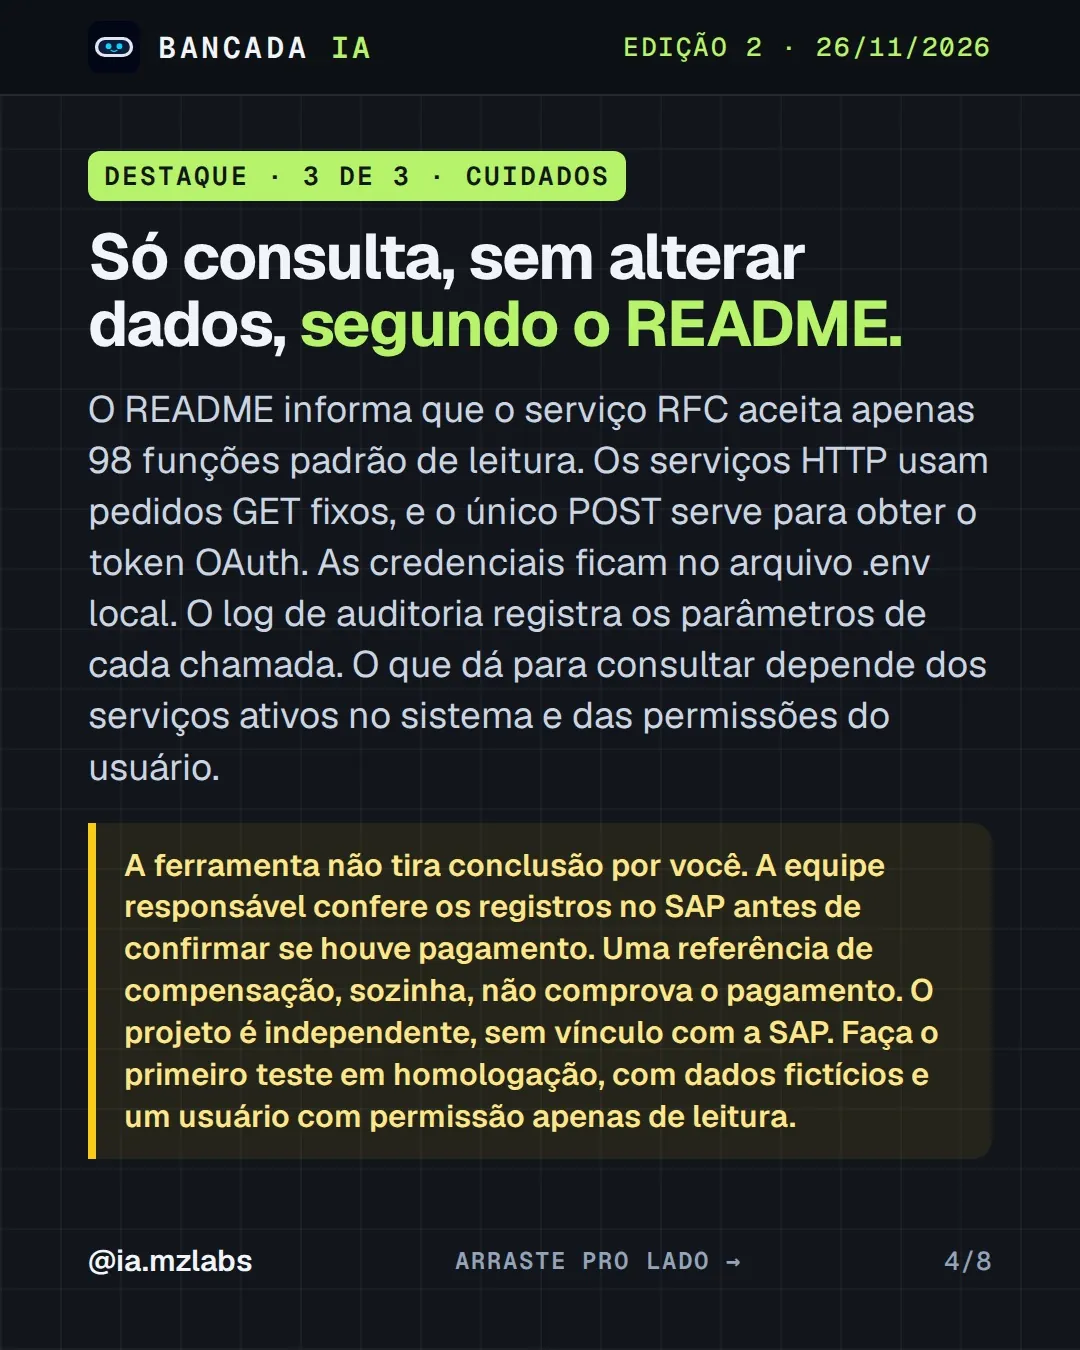 BANCADA IA
EDIÇÃO 2 · 26/11/2026
DESTAQUE · 3 DE 3 · CUIDADOS
Só consulta, sem alterar
dados, segundo o README.
O README informa que o serviço RFC aceita apenas
98 funções padrão de leitura. Os serviços HTTP usam
pedidos GET fixos, e o único POST serve para obter o
token OAuth. As credenciais ficam no arquivo .env
local. O log de auditoria registra os parâmetros de
cada chamada. O que dá para consultar depende dos
serviços ativos no sistema e das permissões do
usuário.
A ferramenta não tira conclusão por você. A equipe
responsável confere os registros no SAP antes de
confirmar se houve pagamento. Uma referência de
compensação, sozinha, não comprova o pagamento. O
projeto é independente, sem vínculo com a SAP. Faça o
primeiro teste em homologação, com dados fictícios e
um usuário com permissão apenas de leitura.
@ia.mzlabs
ARRASTE PRO LADO →
4/8